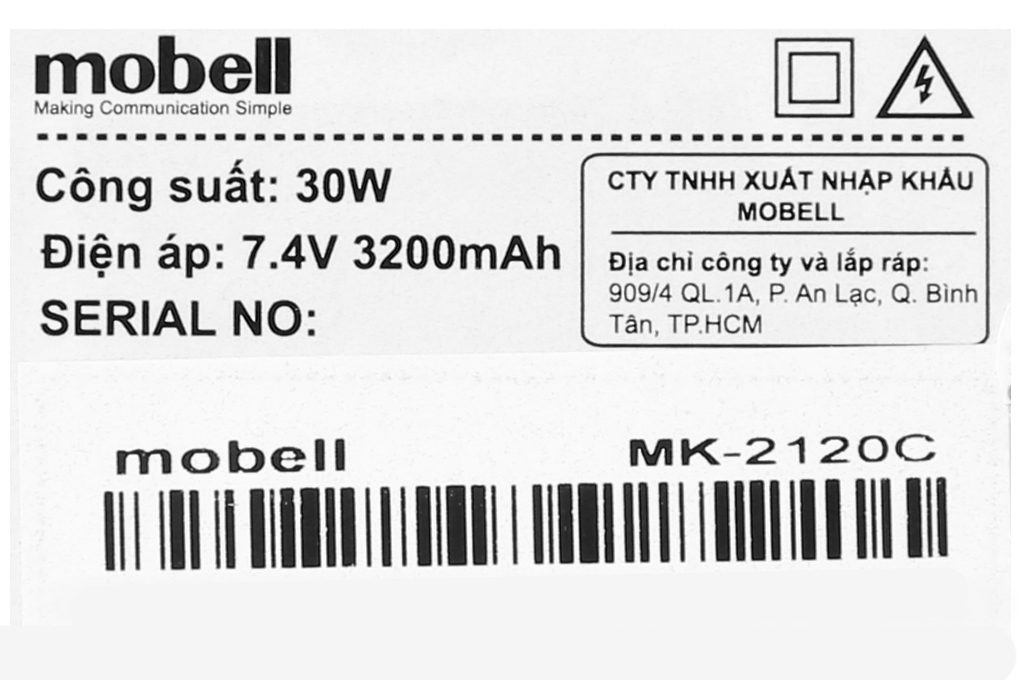 mobell
Making Communication Simple
Công suất: 30W
Điện áp: 7.4V 3200mAh
SERIAL NO:
CTY TNHH XUẤT NHẬP KHẨU
MOBELL
Địa chỉ công ty và lắp ráp:
909/4 QL.1A, P. An Lạc, Q. Bình
Tân, TP.HCM
mobell MK-2120C